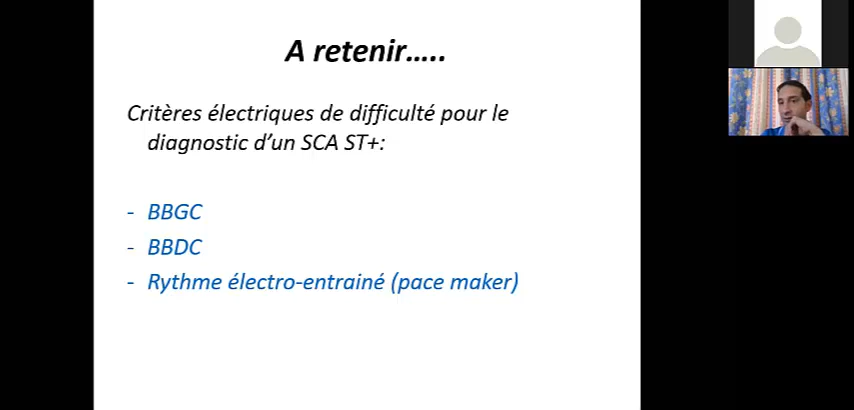 A retenir…..
Critères électriques de difficulté pour le
diagnostic d'un SCA ST+:
- BBGC
- BBDC
- Rythme électro-entrainé (pace maker)